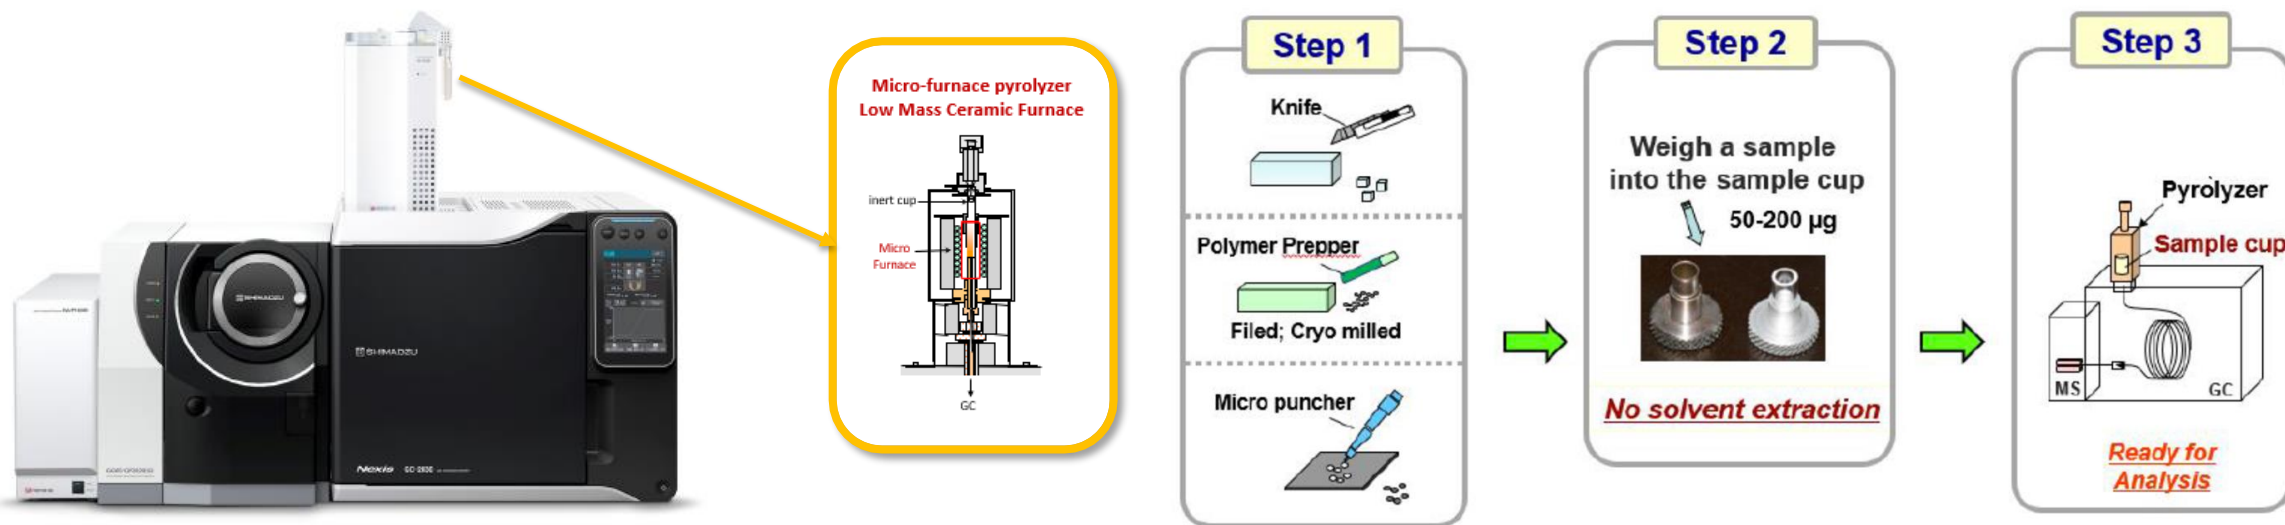 SHIMADZU
SHIMADZU
Nexis GC-2030
Micro-furnace pyrolyzer
Low Mass Ceramic Furnace
inert cup
Micro
Furnace
GC
Step 1
Knife
Polymer Prepper
Filed; Cryo milled
Micro puncher
Step 2
Weigh a sample
into the sample cup
50-200 µg
No solvent extraction
Step 3
Pyrolyzer
Sample cup
MS
GC
Ready for
Analysis